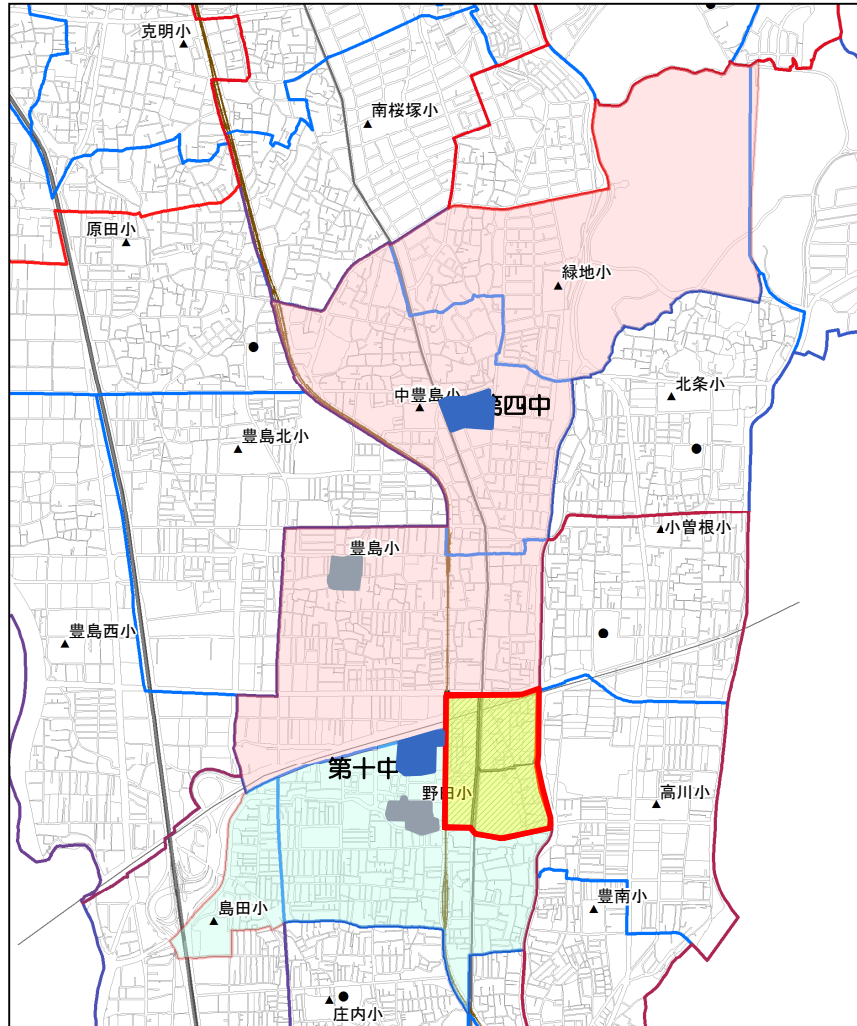 克明小
南桜塚小
原田小
緑地小
中豊島小
第四中
北条小
豊島北小
小曽根小
豊島小
豊島西小
第十中
野田小
高川小
島田小
豊南小
庄内小